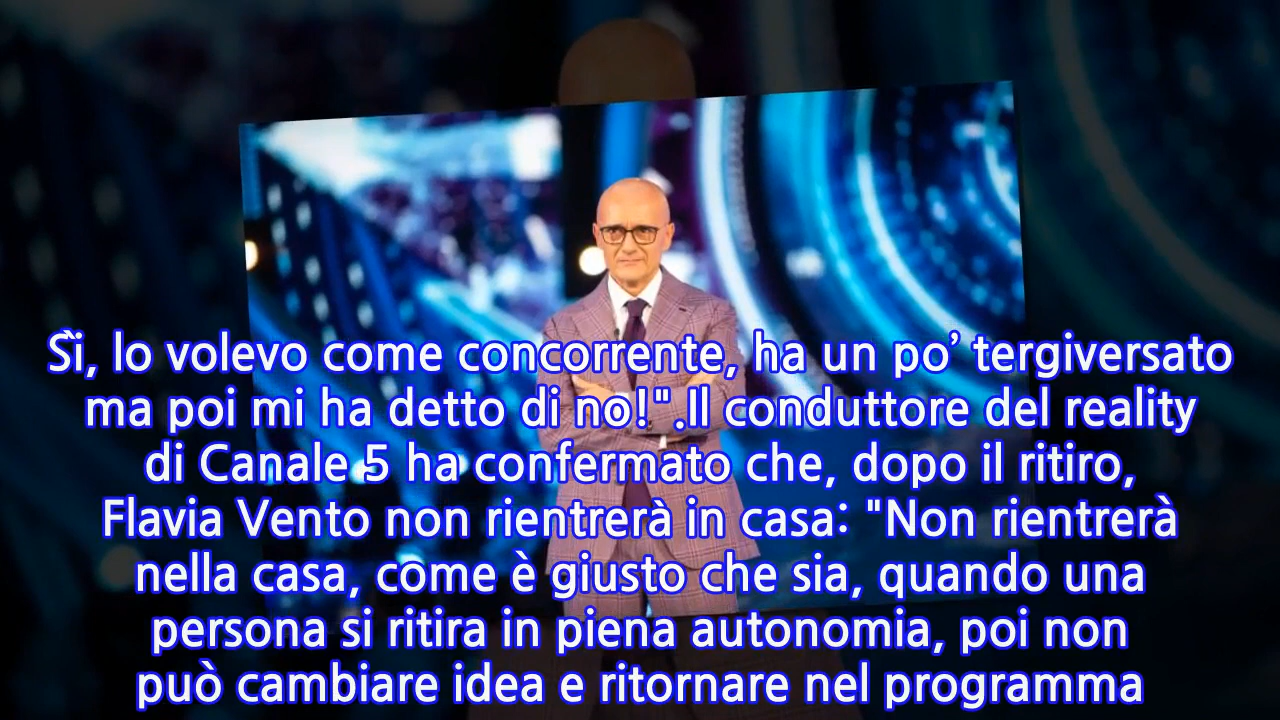 Sì, lo volevo come concorrente, ha un po’ tergiversato
ma poi mi ha detto di no!".Il conduttore del reality
di Canale 5 ha confermato che, dopo il ritiro,
Flavia Vento non rientrerà in casa: "Non rientrerà
nella casa, come è giusto che sia, quando una
persona si ritira in piena autonomia, poi non
può cambiare idea e ritornare nel programma